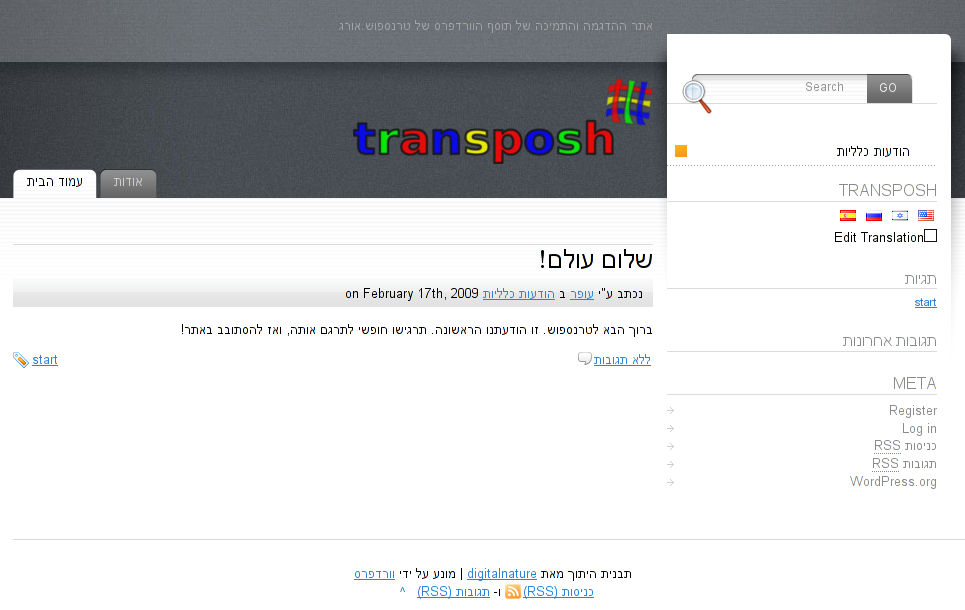 אתר ההדגמה והתמיכה של תוסף הוורדפרס של טרנספוש.אורג
transposh
עמוד הבית
אודות
שלום עולם!
נכתב ע"י עופר ב הודעות כלליות on February 17th, 2009
ברוך הבא לטרנספוש. זו הודעתנו הראשונה. תרגישו חופשי לתרגם אותה, ואז להסתובב באתר!
ללא תגובות
start
Search
GO
הודעות כלליות
TRANSPOSH
Edit Translation
תגיות
start
תגובות אחרונות
META
Register
Log in
כניסות RSS
תגובות RSS
WordPress.org
תבנית היתוך מאת digitalnature | מונע על ידי וורדפרס
כניסות (RSS) ו- תגובות (RSS) ^